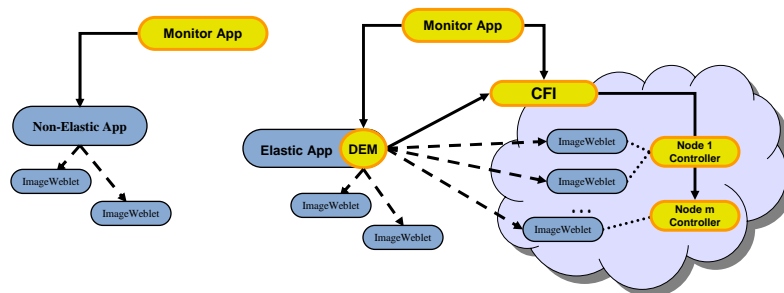 Monitor App
Non-Elastic App
ImageWeblet
ImageWeblet
Monitor App
CFI
Elastic App
DEM
ImageWeblet
ImageWeblet
ImageWeblet
ImageWeblet
...
ImageWeblet
Node 1
Controller
Node m
Controller